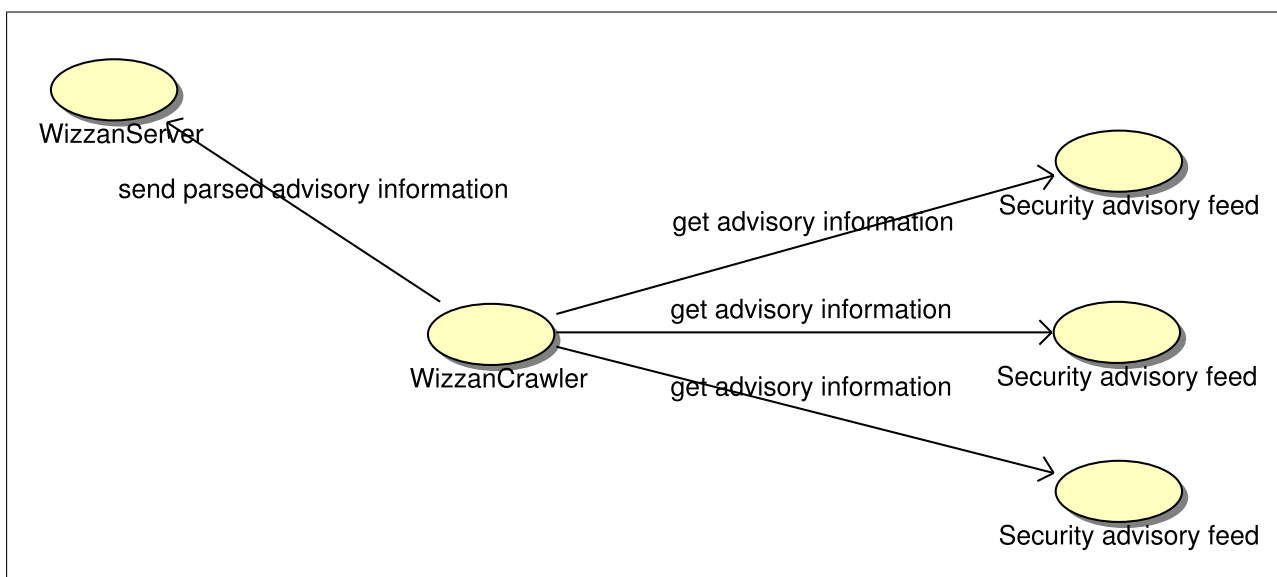 WizzanServer
send parsed advisory information
get advisory information
Security advisory feed
get advisory information
WizzanCrawler
Security advisory feed
get advisory information
Security advisory feed